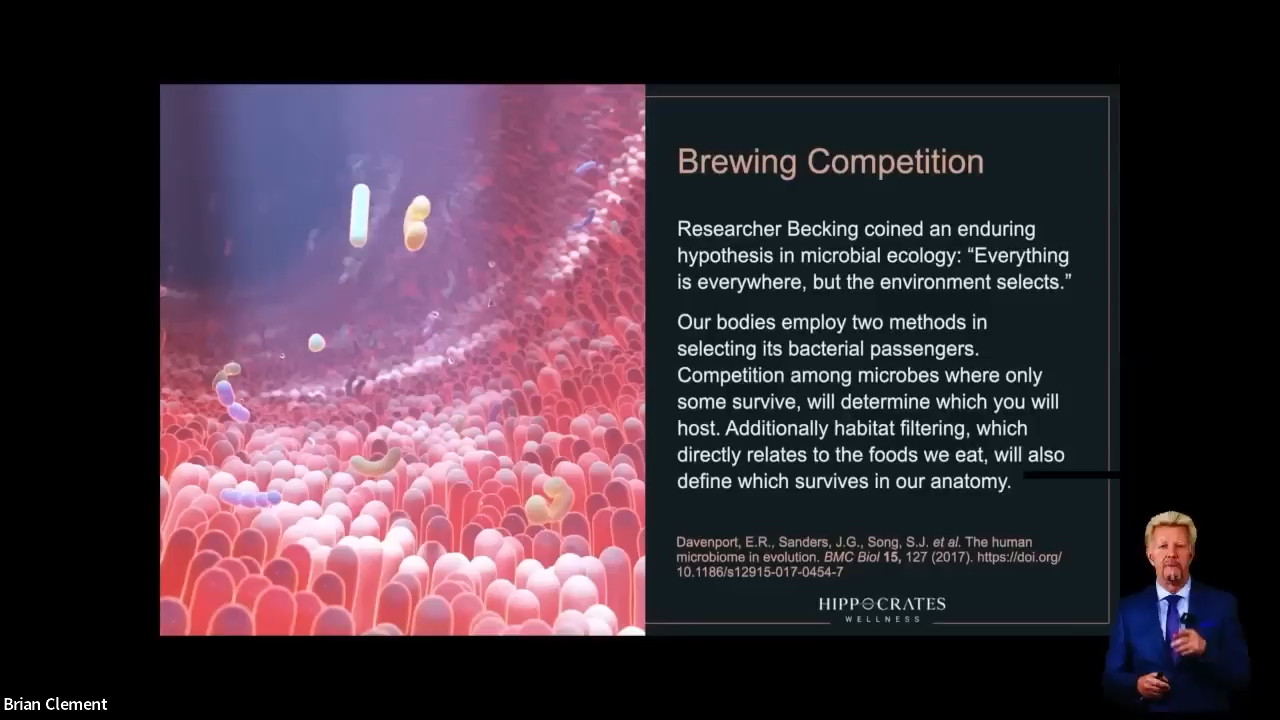 Brewing Competition
Researcher Becking coined an enduring
hypothesis in microbial ecology: “Everything
is everywhere, but the environment selects.”
Our bodies employ two methods in
selecting its bacterial passengers.
Competition among microbes where only
some survive, will determine which you will
host. Additionally habitat filtering, which
directly relates to the foods we eat, will also
define which survives in our anatomy.
Davenport, E.R., Sanders, J.G., Song, S.J. et al. The human
microbiome in evolution. BMC Biol 15, 127 (2017). https://doi.org/
10.1186/s12915-017-0454-7
HIPPOCRATES
WELLNESS
Brian Clement